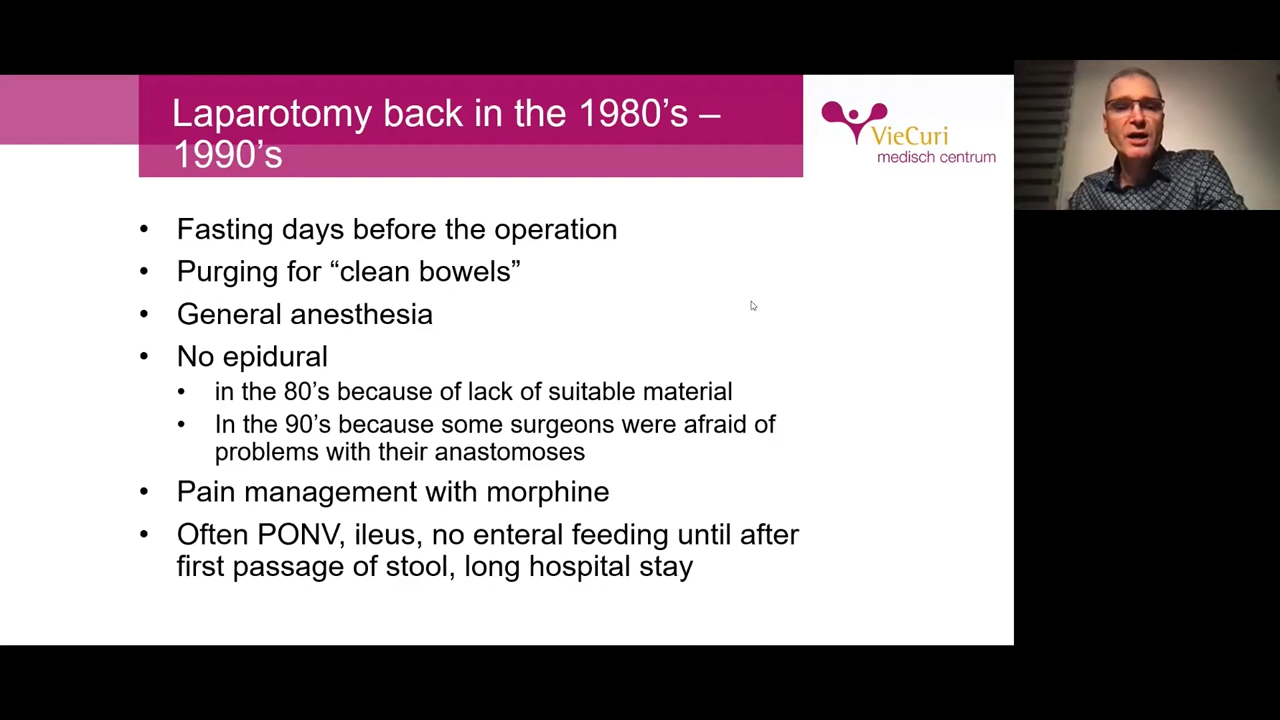 Laparotomy back in the 1980's –
1990's
VieCuri
medisch centrum
• Fasting days before the operation
• Purging for “clean bowels”
• General anesthesia
• No epidural
• in the 80's because of lack of suitable material
• In the 90's because some surgeons were afraid of
problems with their anastomoses
• Pain management with morphine
• Often PONV, ileus, no enteral feeding until after
first passage of stool, long hospital stay